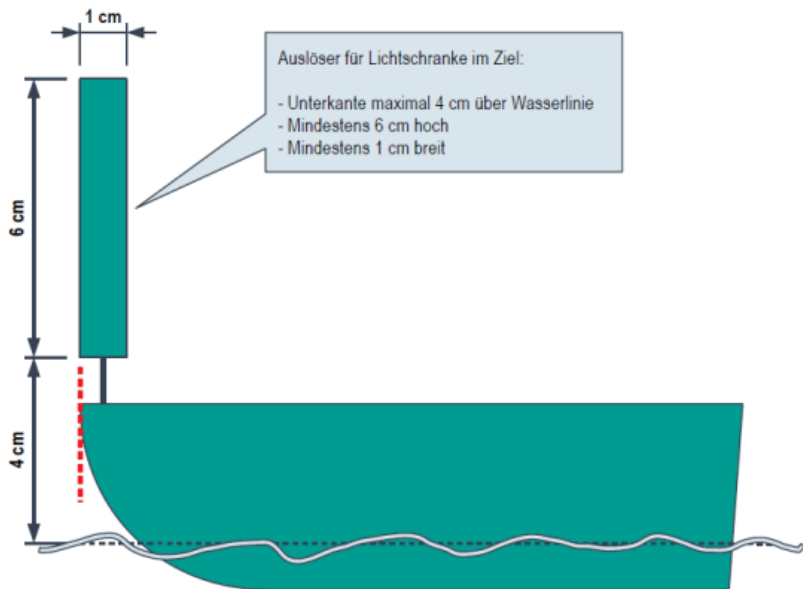 1 cm
Auslöser für Lichtschranke im Ziel:
- Unterkante maximal 4 cm über Wasserlinie
- Mindestens 6 cm hoch
- Mindestens 1 cm breit
6 cm
4 cm